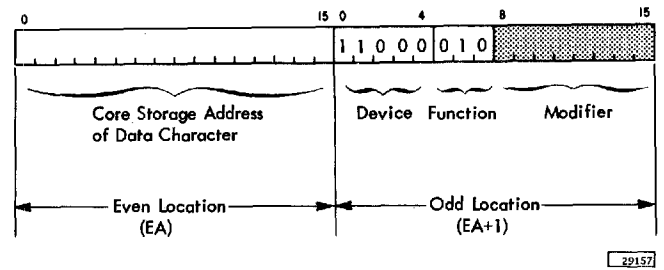 0 15 0 4 8 15
1 1 0 0 0 0 1 0
Core Storage Address Device Function Modifier
of Data Character
Even Location Odd Location
(EA) (EA+1)
29157